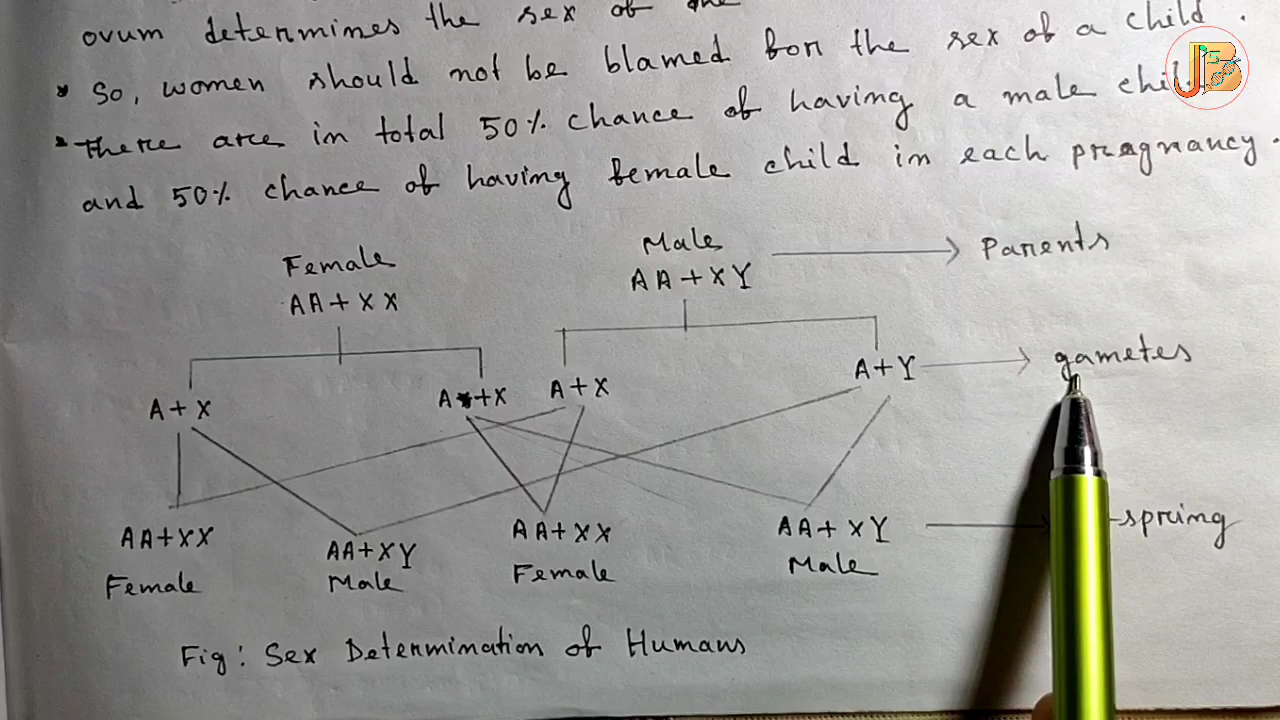 ovum determines the sex of the
* So, women should not be blamed for the sex of a child.
* There are in total 50% chance of having a male child
and 50% chance of having female child in each pregnancy.
Female
Male
Parents
AA+XX
AA+XY
A+X
A+X
A+X
A+Y
gametes
AA+XX
AA+XY
AA+XX
AA+XY
-spring
Female
Male
Female
Male
Fig: Sex Determination of Humans